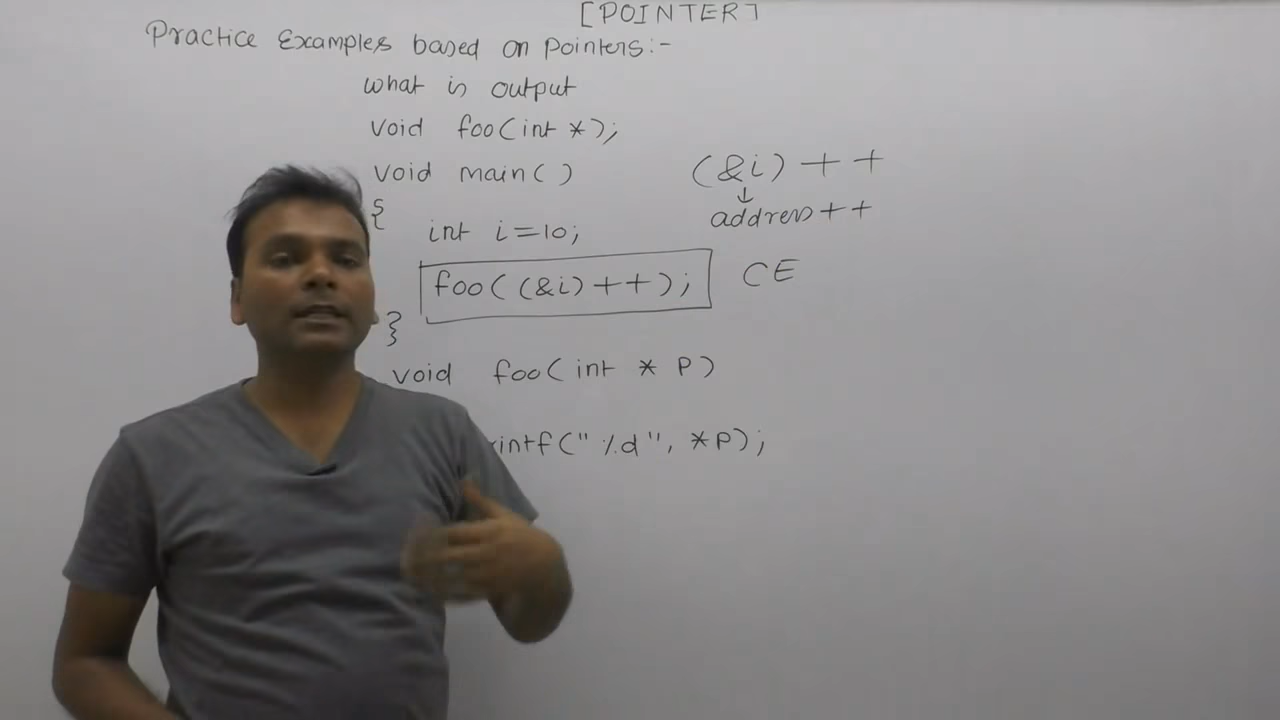 [POINTER]
Practice Examples based on Pointers:-
what is output
void foo(int *);
void main()
{
int i=10;
foo((&i)++);
}
void foo(int * P)
rintf("%d", *P);
(&i)++
↓
address++
CE